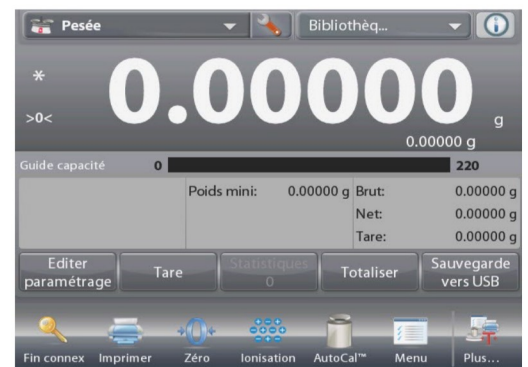 Pesée
Bibliothèq...
*
0.00000 g
>0<
0.00000 g
Guide capacité 0 220
Poids mini: 0.00000 g Brut: 0.00000 g
Net: 0.00000 g
Tare: 0.00000 g
Editer paramétrage
Tare
Statistiques 0
Totaliser
Sauvegarde vers USB
Fin connex Imprimer Zéro Ionisation AutoCal™ Menu Plus...